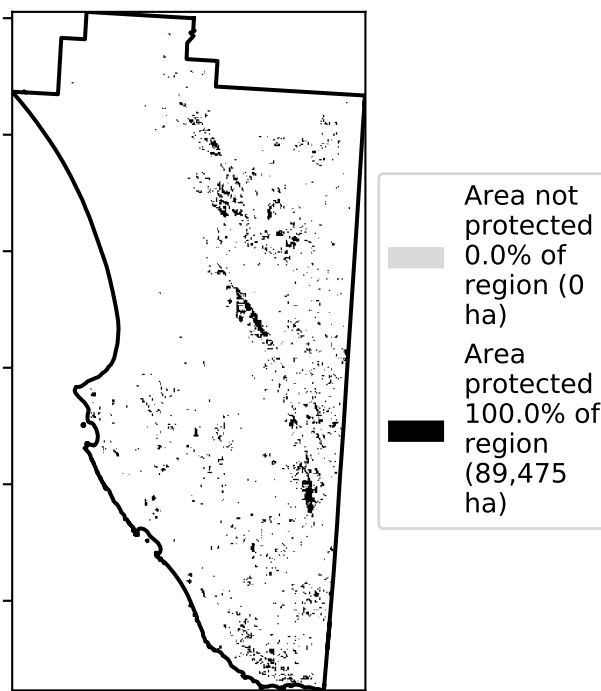 Area not
protected
0.0% of
region (0
ha)
Area
protected
100.0% of
region
(89,475
ha)